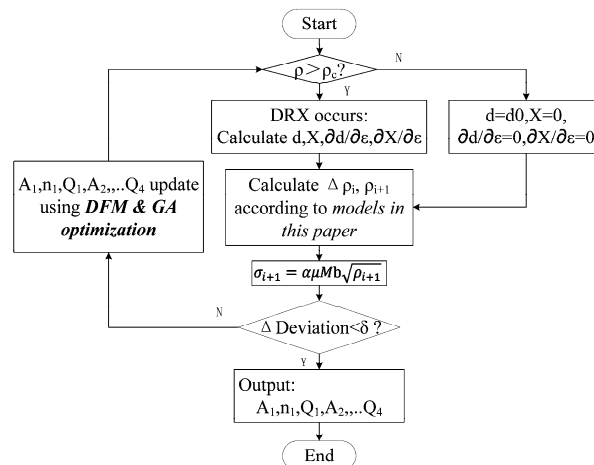 Start
ρ＞ρc?
N
Y
DRX occurs:
Calculate d,X,∂d/∂ε,∂X/∂ε
d=d0,X=0,
∂d/∂ε=0,∂X/∂ε=0
A1,n1,Q1,A2,,..Q4 update
using DFM & GA
optimization
Calculate Δρi, ρi+1
according to models in
this paper
σi+1 = αμMb√ρi+1
N
Δ Deviation<δ ?
Y
Output:
A1,n1,Q1,A2,,..Q4
End